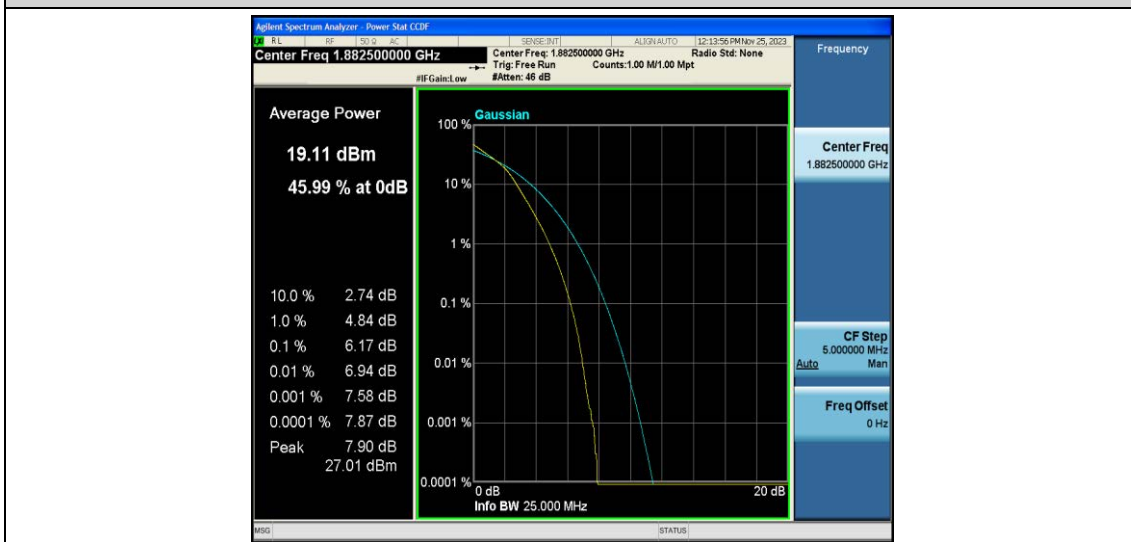 Agilent Spectrum Analyzer - Power Stat CCDF
RL RF 50 Ω AC SENSE:INT ALIGN AUTO 12:13:56 PM Nov 25, 2023
Center Freq 1.882500000 GHz
Center Freq: 1.882500000 GHz Radio Std: None
Trig: Free Run Counts:1.00 M/1.00 Mpt
#IFGain:Low #Atten: 46 dB
Frequency
Average Power
19.11 dBm
45.99 % at 0dB
10.0 % 2.74 dB
1.0 % 4.84 dB
0.1 % 6.17 dB
0.01 % 6.94 dB
0.001 % 7.58 dB
0.0001 % 7.87 dB
Peak 7.90 dB
27.01 dBm
Gaussian
100 %
10 %
1 %
0.1 %
0.01 %
0.001 %
0.0001 %
0 dB 20 dB
Info BW 25.000 MHz
Center Freq
1.882500000 GHz
CF Step
5.000000 MHz
Auto Man
Freq Offset
0 Hz
MSG STATUS